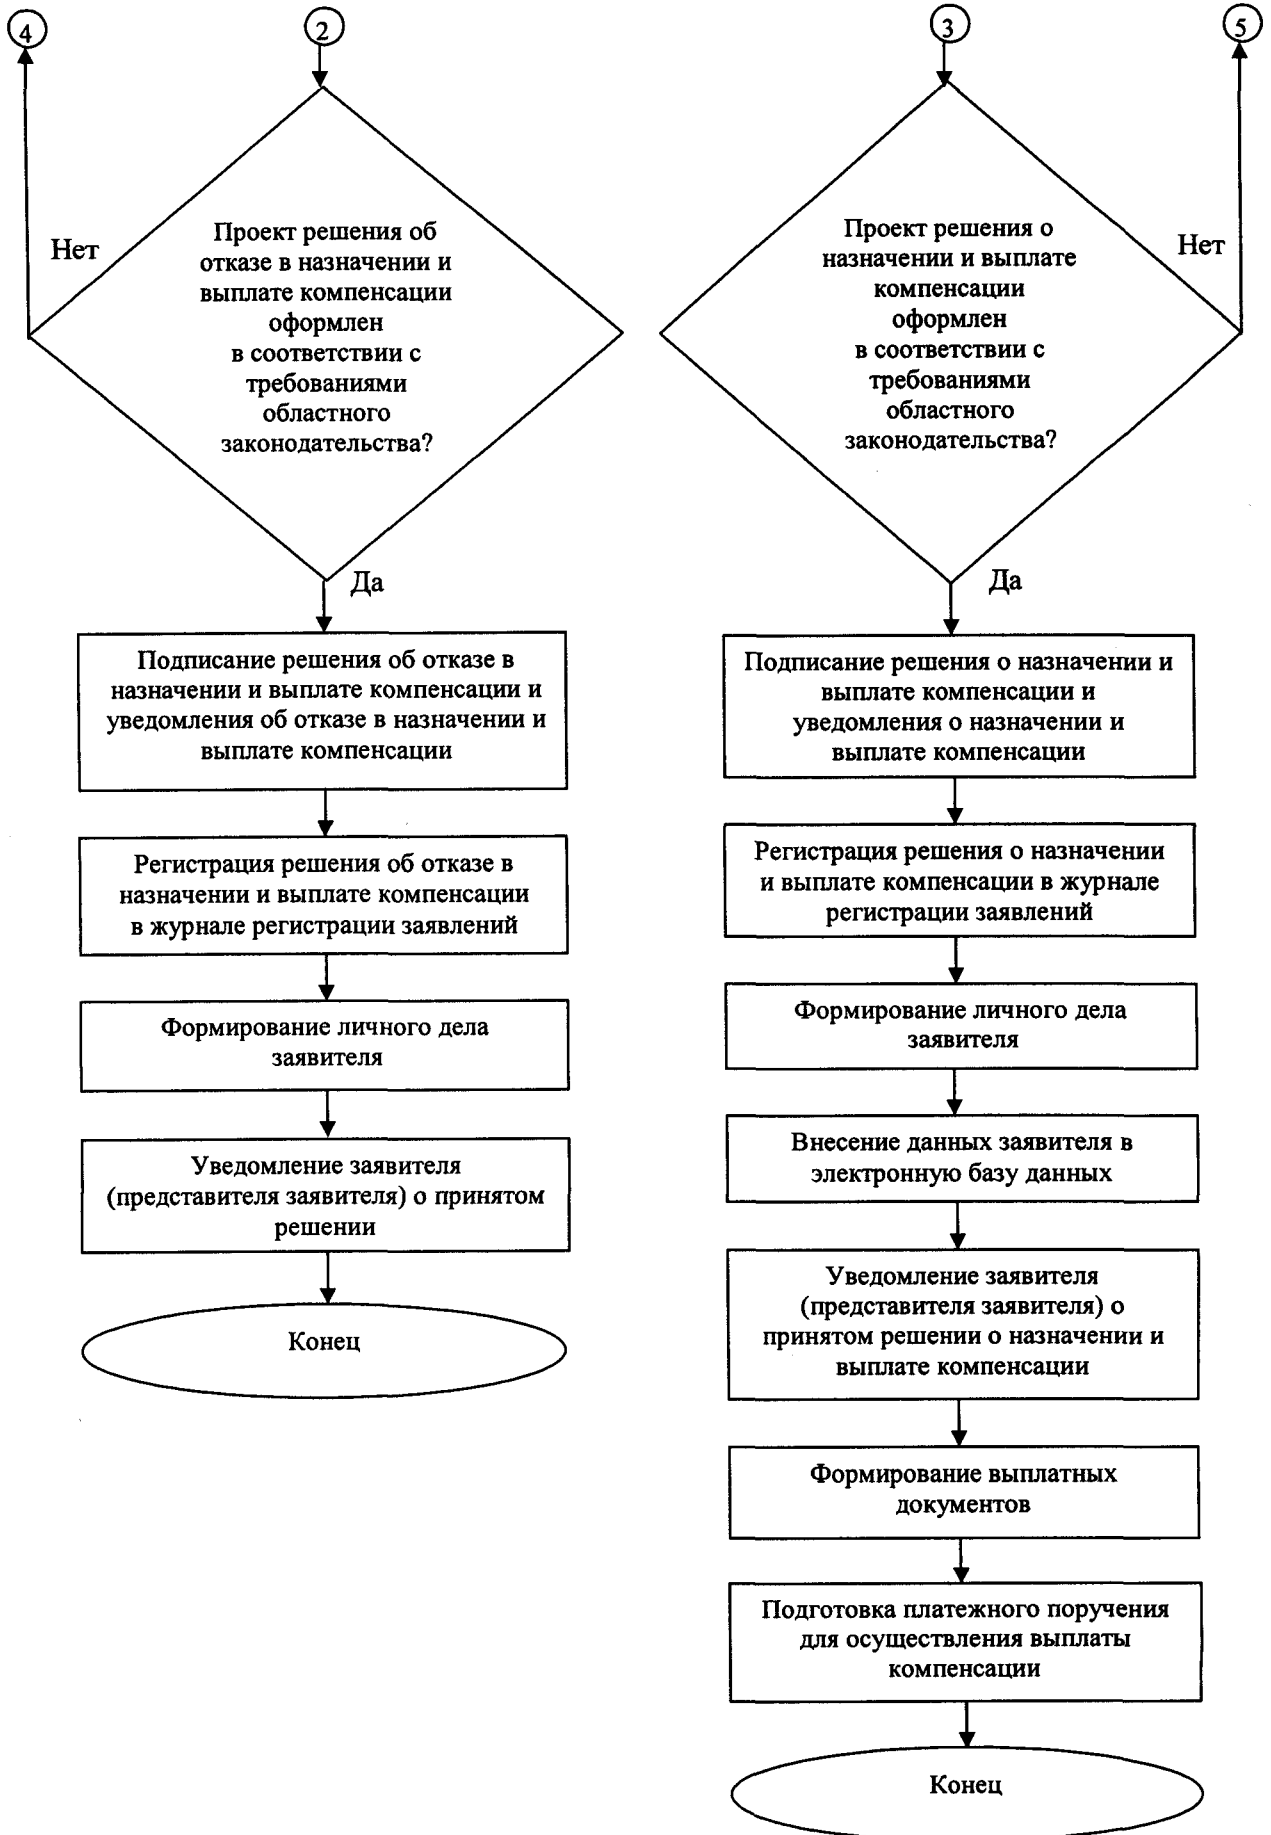 4
2
3
5
Нет
Проект решения об
отказе в назначении и
выплате компенсации
оформлен
в соответствии с
требованиями
областного
законодательства?
Да
Подписание решения об отказе в
назначении и выплате компенсации и
уведомления об отказе в назначении и
выплате компенсации
Регистрация решения об отказе в
назначении и выплате компенсации
в журнале регистрации заявлений
Формирование личного дела
заявителя
Уведомление заявителя
(представителя заявителя) о принятом
решении
Конец
Проект решения о
назначении и выплате
компенсации
оформлен
в соответствии с
требованиями
областного
законодательства?
Нет
Да
Подписание решения о назначении и
выплате компенсации и
уведомления о назначении и
выплате компенсации
Регистрация решения о назначении
и выплате компенсации в журнале
регистрации заявлений
Формирование личного дела
заявителя
Внесение данных заявителя в
электронную базу данных
Уведомление заявителя
(представителя заявителя) о
принятом решении о назначении и
выплате компенсации
Формирование выплатных
документов
Подготовка платежного поручения
для осуществления выплаты
компенсации
Конец